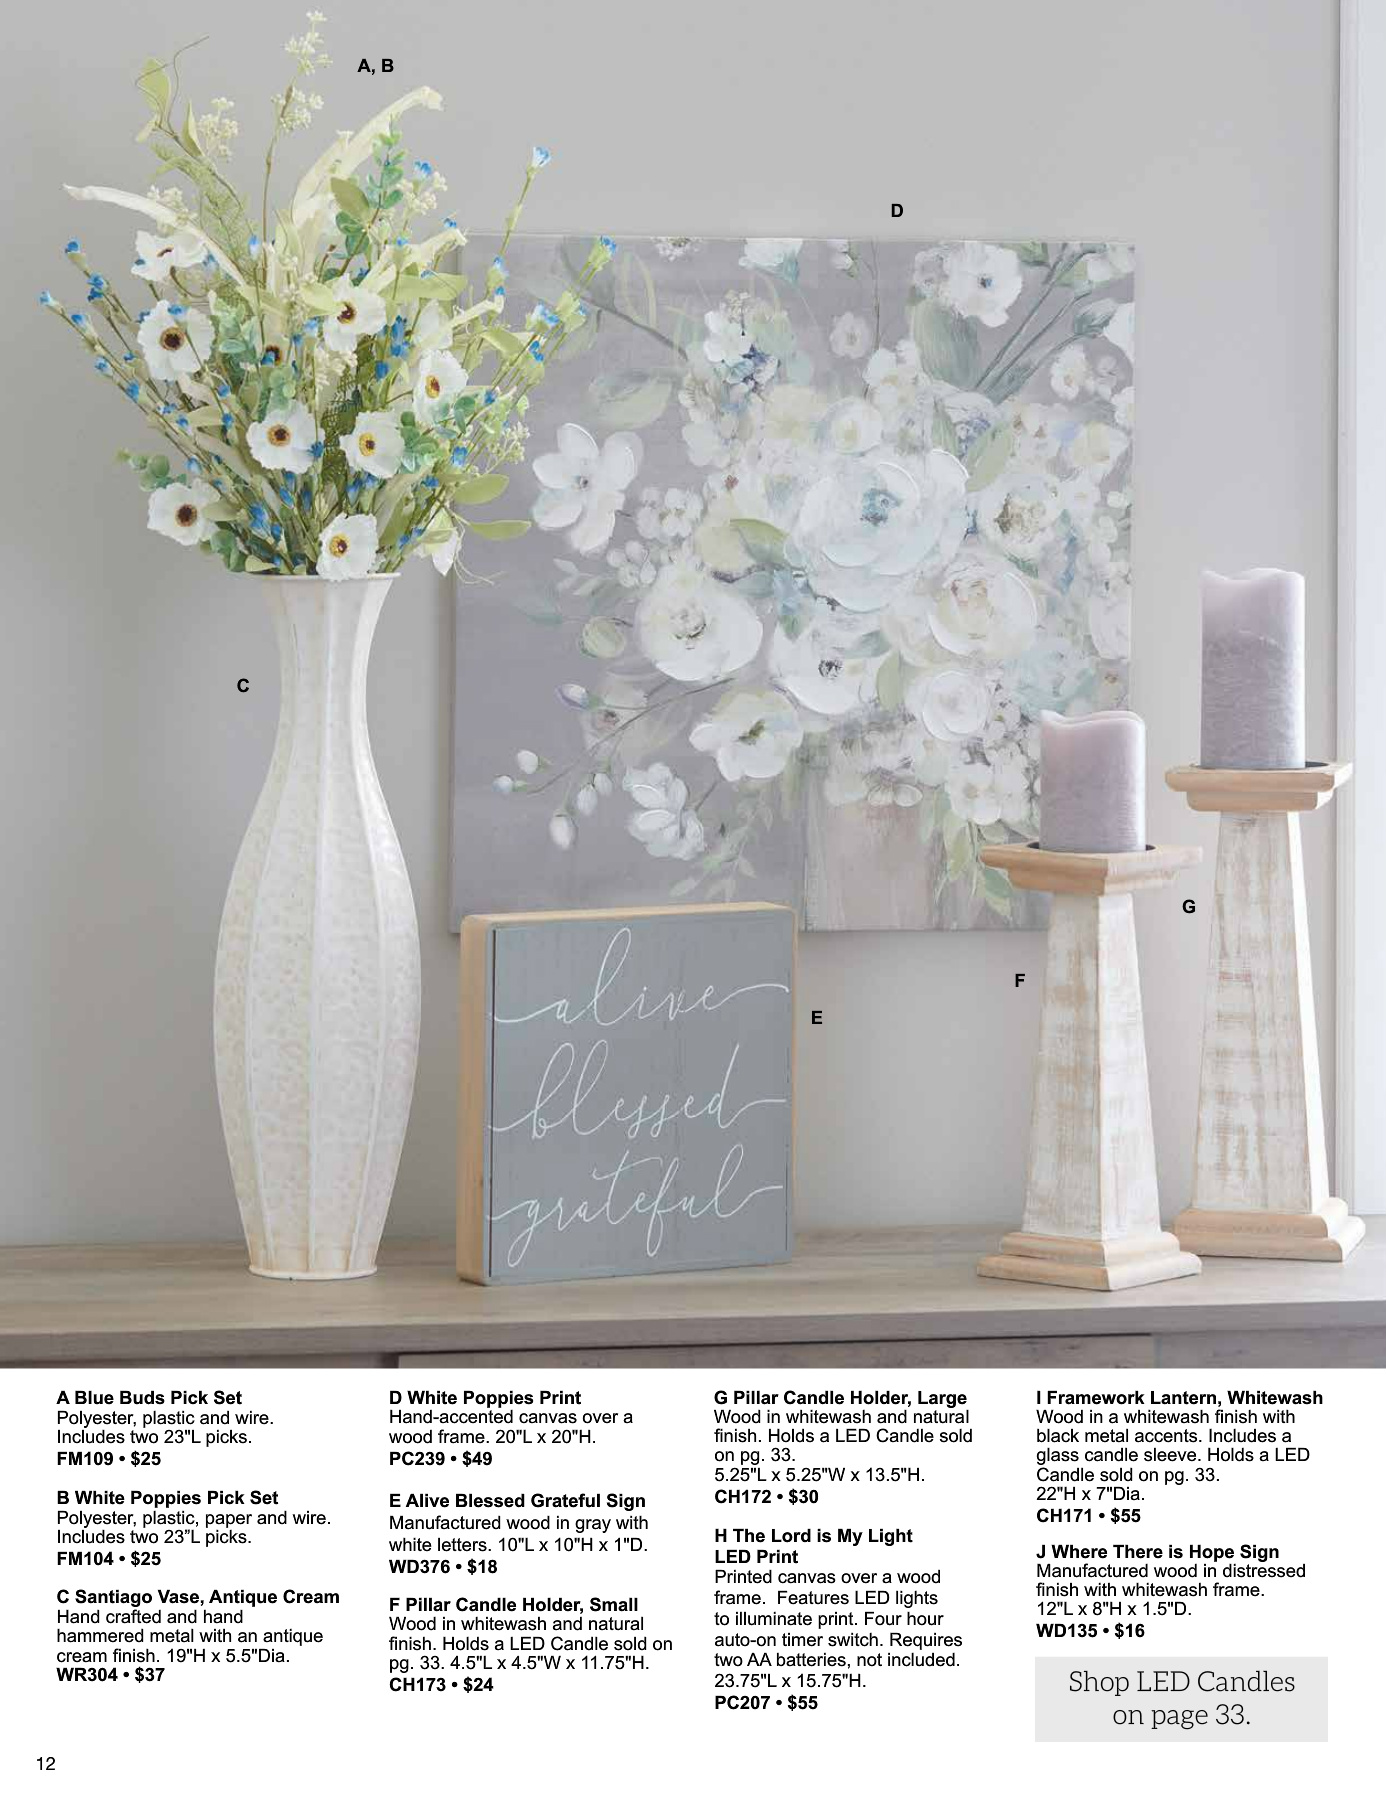 A, B
D
C
G
F
E
alive
blessed
grateful
A Blue Buds Pick Set
Polyester, plastic and wire.
Includes two 23"L picks.
FM109 • $25
B White Poppies Pick Set
Polyester, plastic, paper and wire.
Includes two 23”L picks.
FM104 • $25
C Santiago Vase, Antique Cream
Hand crafted and hand
hammered metal with an antique
cream finish. 19"H x 5.5"Dia.
WR304 • $37
D White Poppies Print
Hand-accented canvas over a
wood frame. 20"L x 20"H.
PC239 • $49
E Alive Blessed Grateful Sign
Manufactured wood in gray with
white letters. 10"L x 10"H x 1"D.
WD376 • $18
F Pillar Candle Holder, Small
Wood in whitewash and natural
finish. Holds a LED Candle sold on
pg. 33. 4.5"L x 4.5"W x 11.75"H.
CH173 • $24
G Pillar Candle Holder, Large
Wood in whitewash and natural
finish. Holds a LED Candle sold
on pg. 33.
5.25"L x 5.25"W x 13.5"H.
CH172 • $30
H The Lord is My Light
LED Print
Printed canvas over a wood
frame.  Features LED lights
to illuminate print. Four hour
auto-on timer switch. Requires
two AA batteries, not included.
23.75"L x 15.75"H.
PC207 • $55
I Framework Lantern, Whitewash
Wood in a whitewash finish with
black metal accents. Includes a
glass candle sleeve. Holds a LED
Candle sold on pg. 33.
22"H x 7"Dia.
CH171 • $55
J Where There is Hope Sign
Manufactured wood in distressed
finish with whitewash frame.
12"L x 8"H x 1.5"D.
WD135 • $16
Shop LED Candles
on page 33.
12